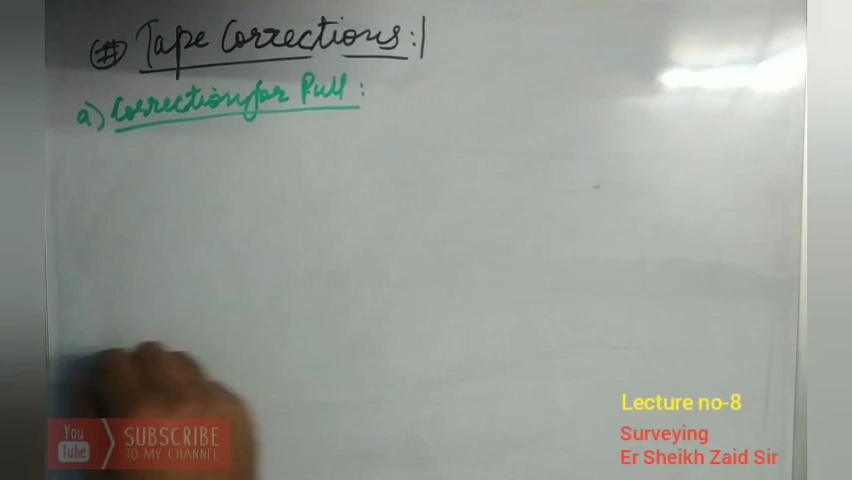 # Tape Corrections:|
a) Correction for Pull:
Lecture no-8
Surveying
Er Sheikh Zaid Sir
You
Tube
SUBSCRIBE
TO MY CHANNEL